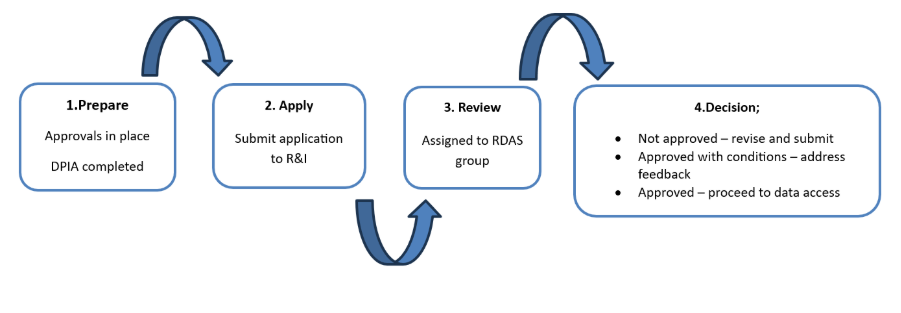 1.Prepare
Approvals in place
DPIA completed
2. Apply
Submit application
to R&I
3. Review
Assigned to RDAS
group
4.Decision;
• Not approved – revise and submit
• Approved with conditions – address
feedback
• Approved – proceed to data access